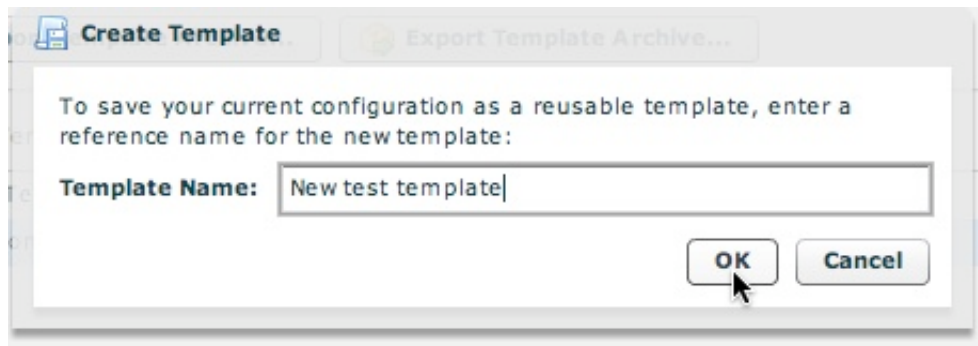 Create Template
Export Template Archive...
To save your current configuration as a reusable template, enter a
reference name for the new template:
Template Name: New test template
OK Cancel